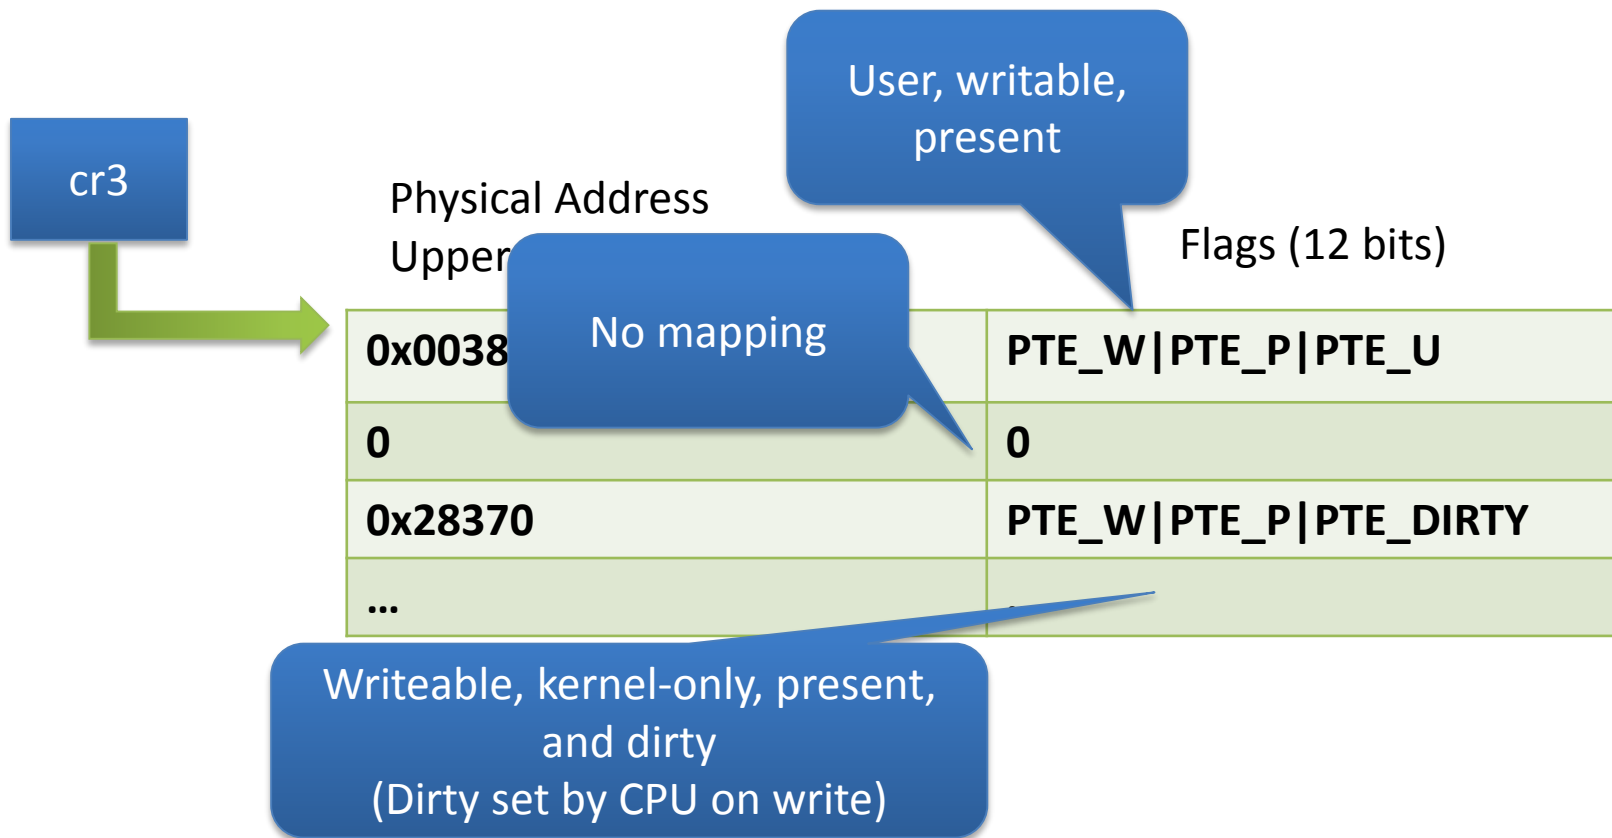 User, writable,
present
cr3
Physical Address
Upper
Flags (12 bits)
No mapping
0x0038
PTE_W|PTE_P|PTE_U
0
0
0x28370
PTE_W|PTE_P|PTE_DIRTY
…
Writeable, kernel-only, present,
and dirty
(Dirty set by CPU on write)